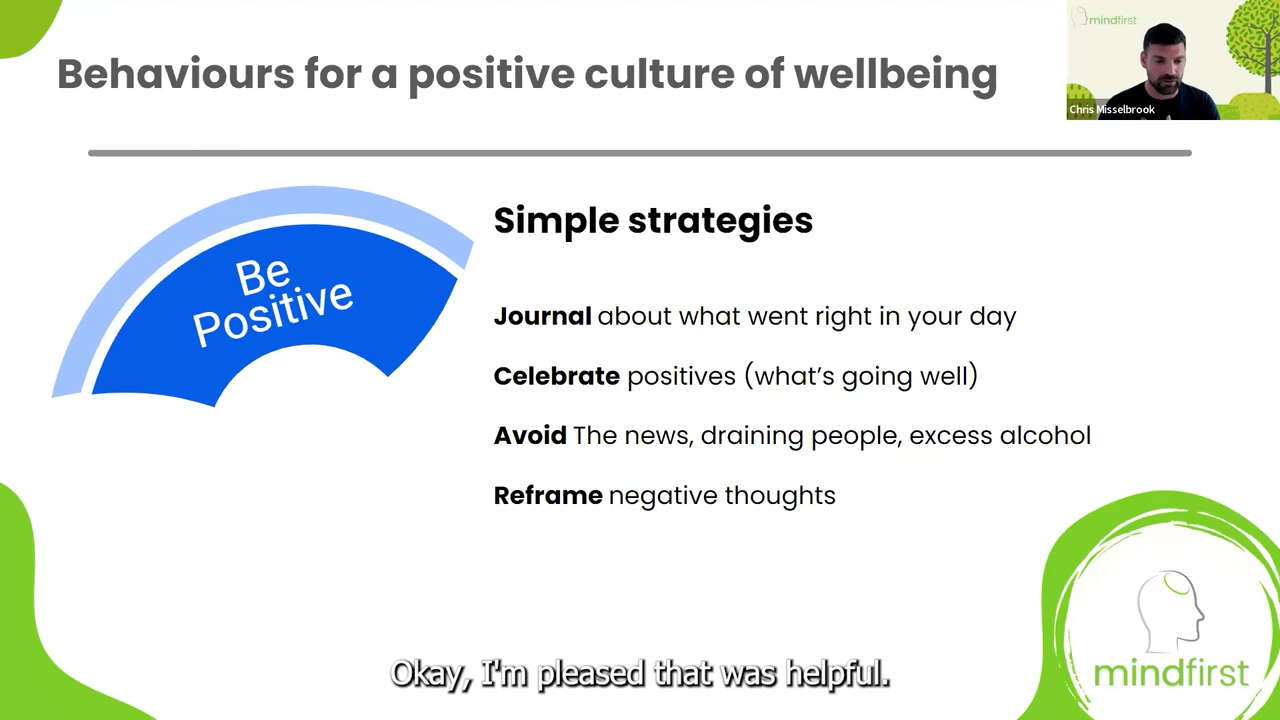 Behaviours for a positive culture of wellbeing
mindfirst
Chris Misselbrook
Be
Positive
Simple strategies
Journal about what went right in your day
Celebrate positives (what's going well)
Avoid The news, draining people, excess alcohol
Reframe negative thoughts
mindfirst
Okay, I'm pleased that was helpful.